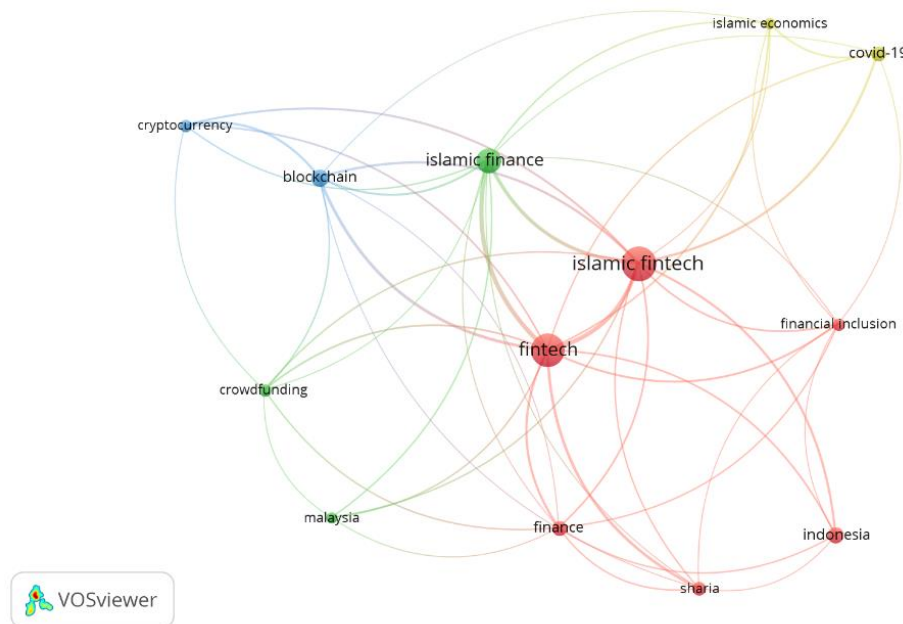 islamic economics
covid-19
cryptocurrency
islamic finance
blockchain
islamic fintech
financial inclusion
fintech
crowdfunding
malaysia
finance
indonesia
sharia
VOSviewer